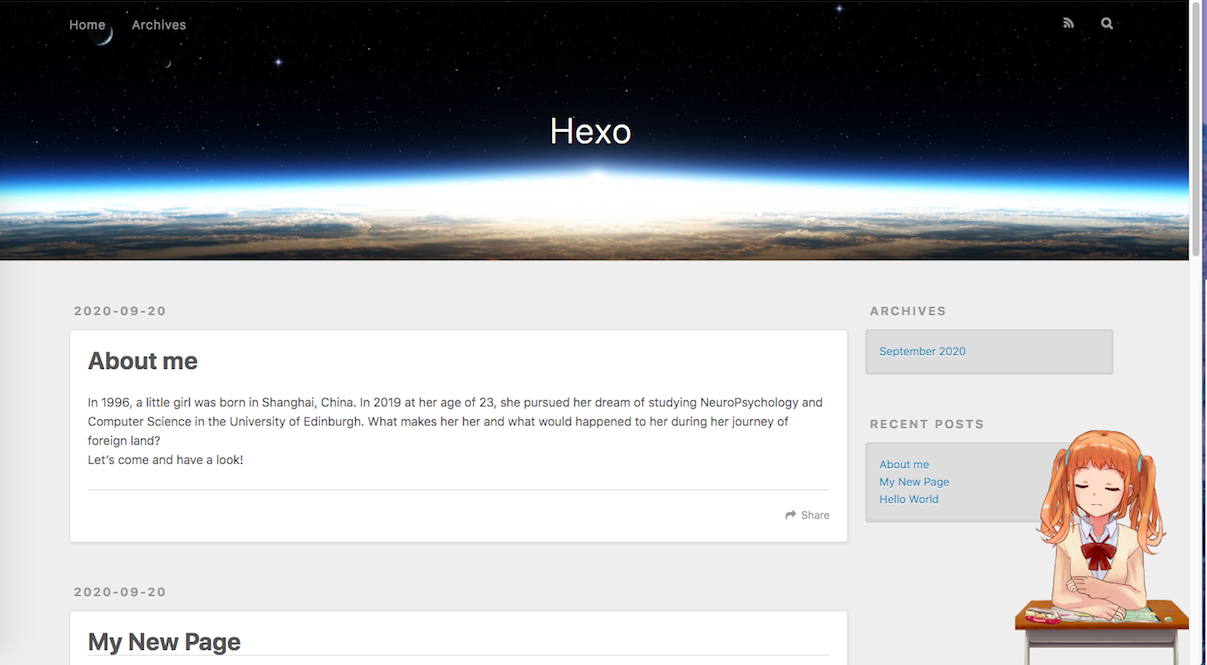 Home
Archives
Hexo
2020-09-20
About me
In 1996, a little girl was born in Shanghai, China. In 2019 at her age of 23, she pursued her dream of studying NeuroPsychology and
Computer Science in the University of Edinburgh. What makes her her and what would happened to her during her journey of
foreign land?
Let's come and have a look!
Share
2020-09-20
My New Page
ARCHIVES
September 2020
RECENT POSTS
About me
My New Page
Hello World